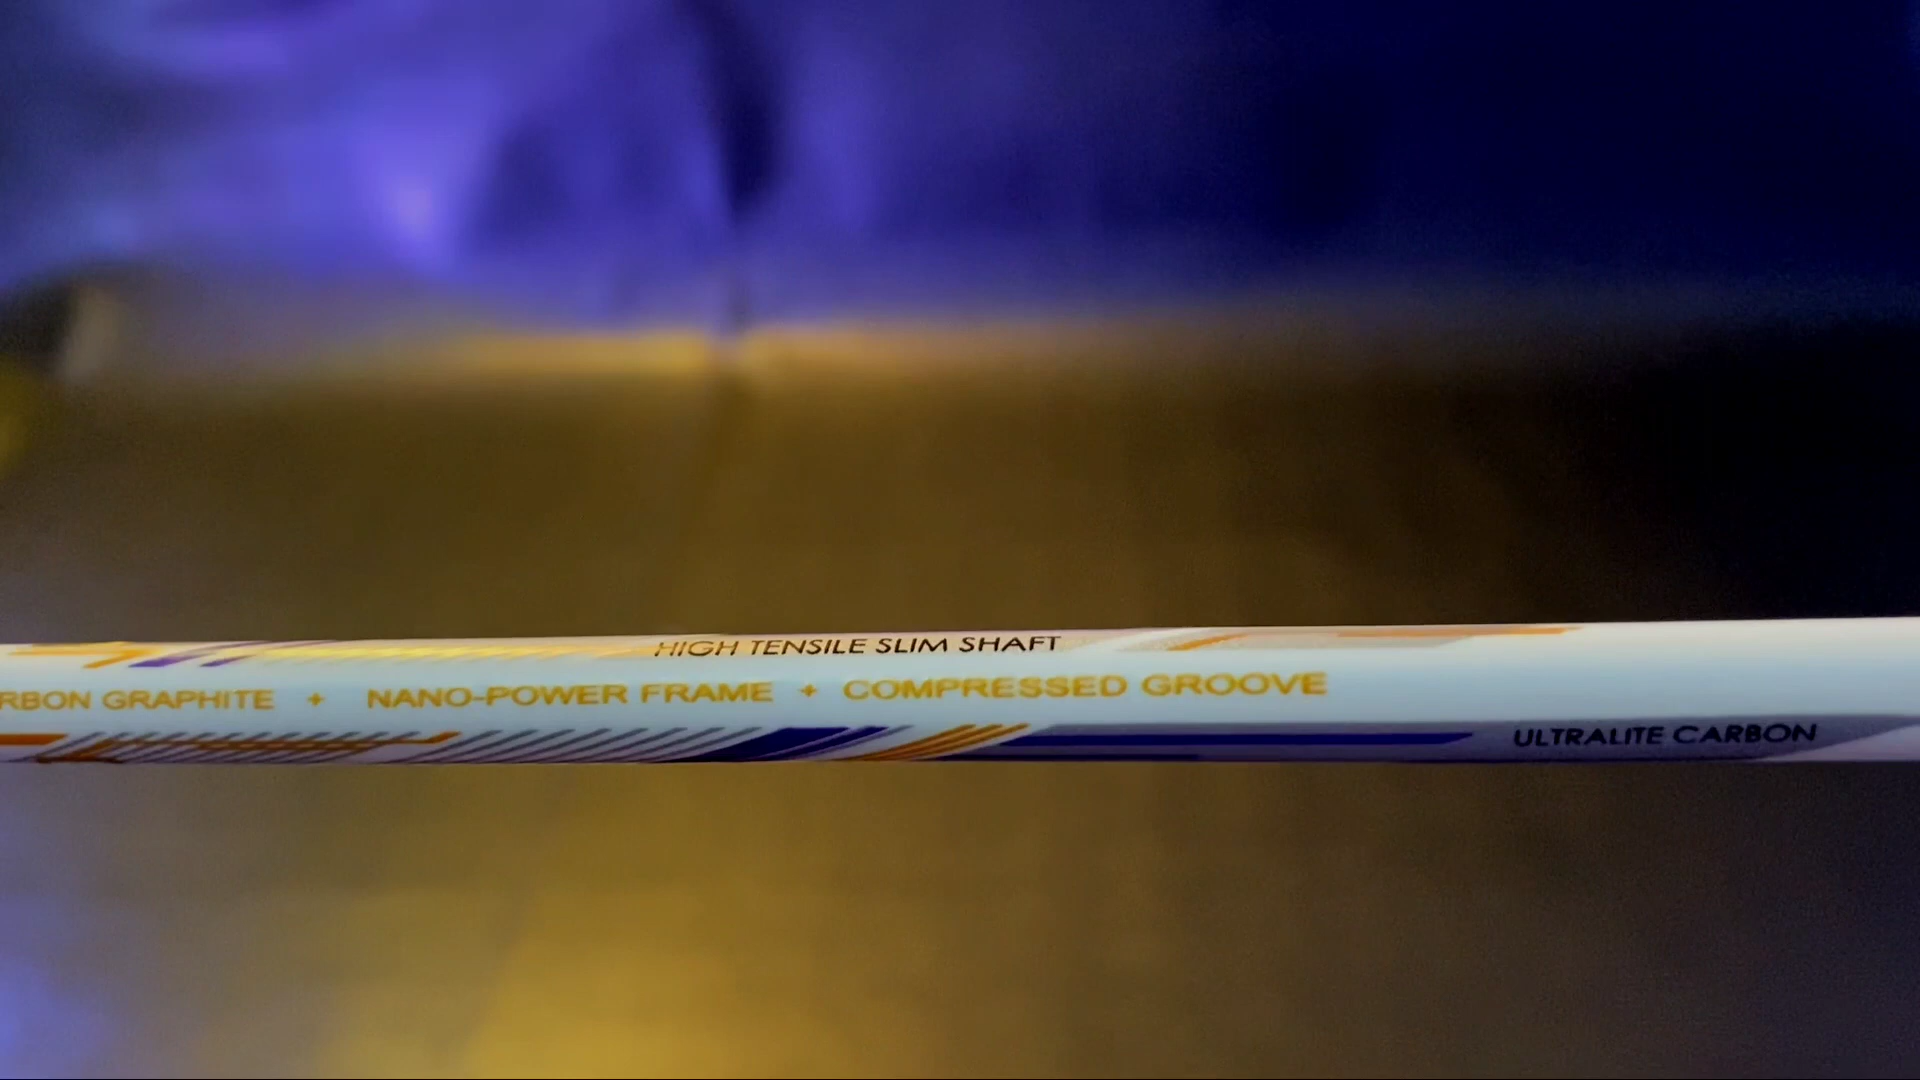 HIGH TENSILE SLIM SHAFT
RBON GRAPHITE + NANO-POWER FRAME + COMPRESSED GROOVE
ULTRALITE CARBON